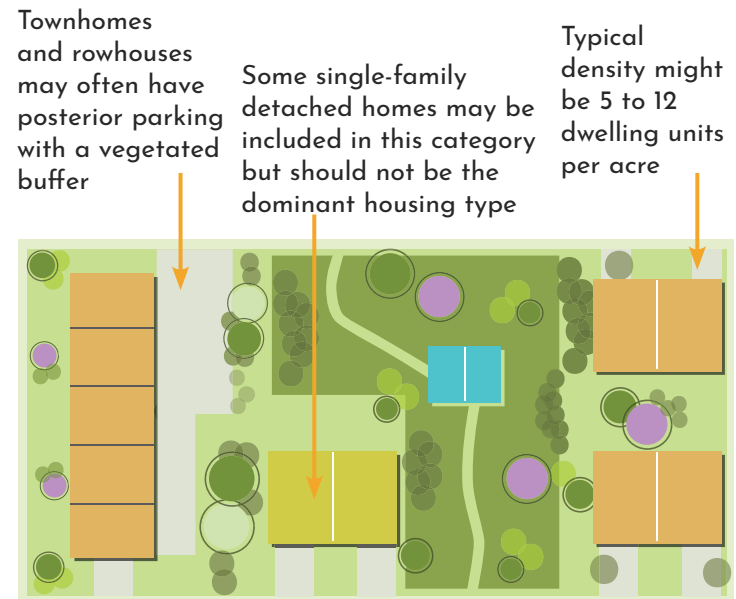 Townhomes
and rowhouses
may often have
posterior parking
with a vegetated
buffer
Some single-family
detached homes may be
included in this category
but should not be the
dominant housing type
Typical
density might
be 5 to 12
dwelling units
per acre